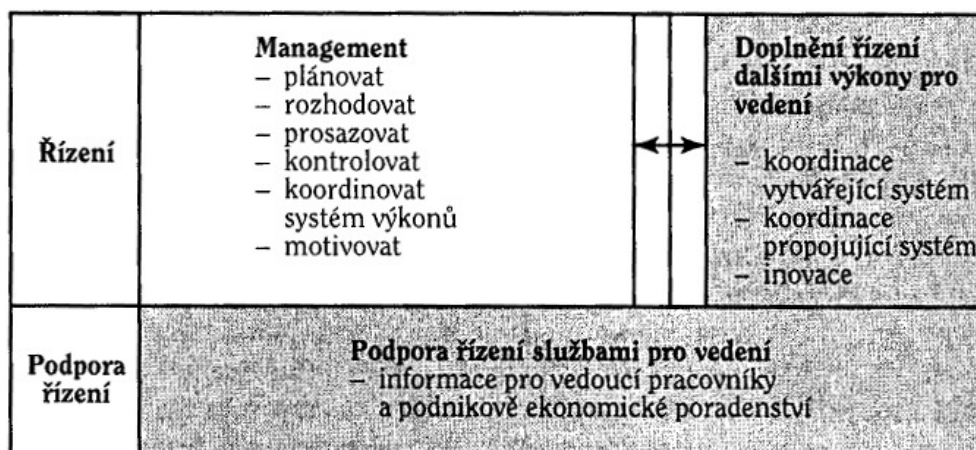 Řízení
Management
– plánovat
– rozhodovat
– prosazovat
– kontrolovat
– koordinovat
systém výkonů
– motivovat
Doplnění řízení
dalšími výkony pro
vedení
– koordinace
vytvářející systém
– koordinace
propojující systém
– inovace
Podpora
řízení
Podpora řízení službami pro vedení
– informace pro vedoucí pracovníky
a podnikově ekonomické poradenství